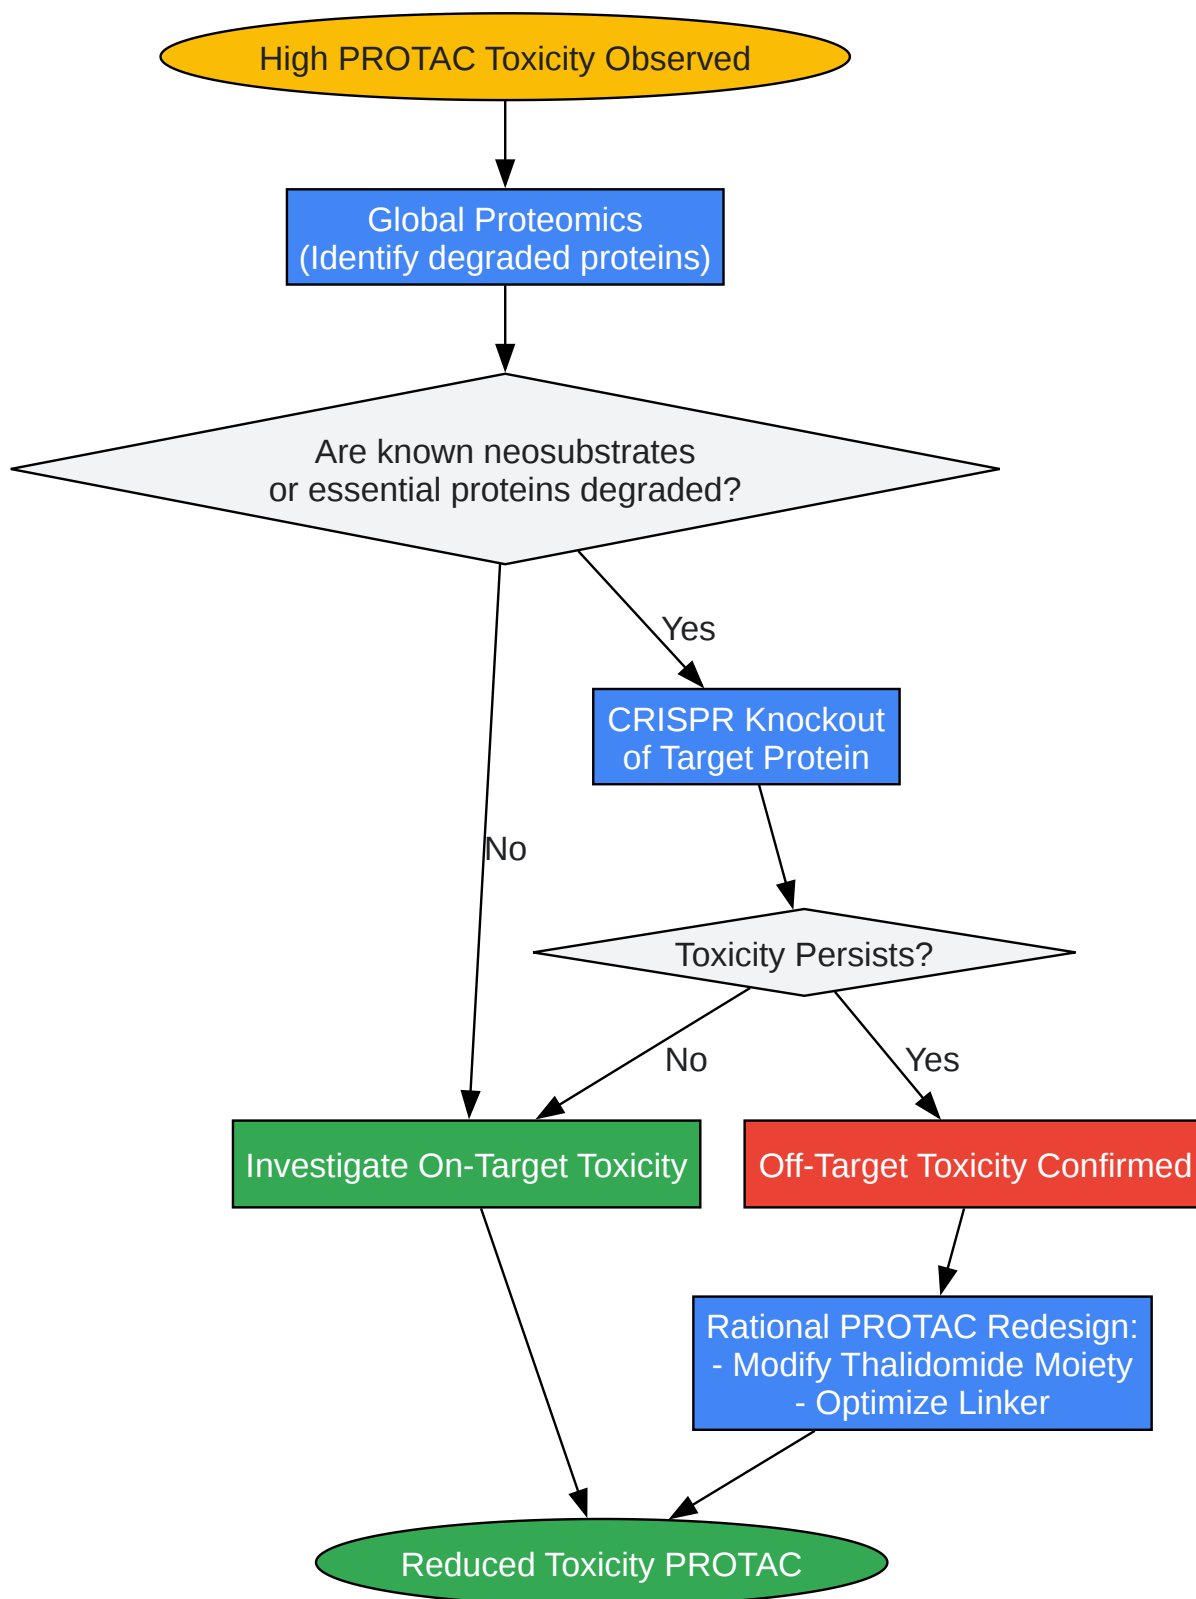 High PROTAC Toxicity Observed
Global Proteomics
(Identify degraded proteins)
Are known neosubstrates
or essential proteins degraded?
Yes
CRISPR Knockout
of Target Protein
No
Toxicity Persists?
No
Yes
Investigate On-Target Toxicity
Off-Target Toxicity Confirmed
Rational PROTAC Redesign:
- Modify Thalidomide Moiety
- Optimize Linker
Reduced Toxicity PROTAC